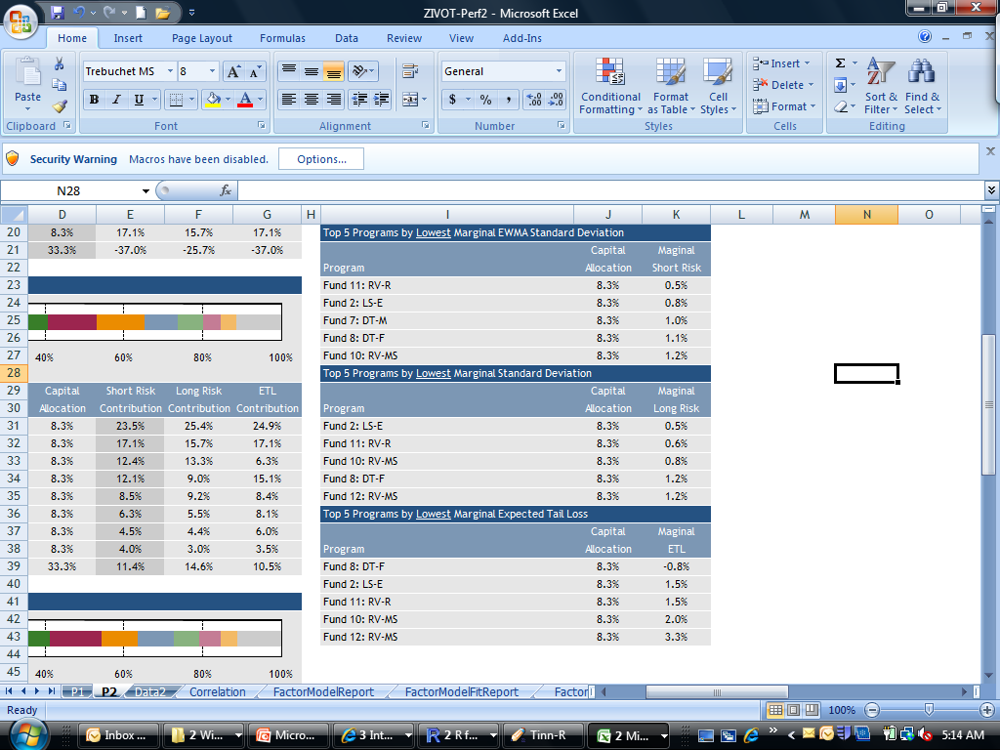 ZIVOT-Perf2 - Microsoft Excel
Home Insert Page Layout Formulas Data Review View Add-Ins
Paste
Clipboard
Trebuchet MS 8
B I U
Font
Alignment
General
$ % ,
Number
Conditional Formatting
Format as Table
Cell Styles
Styles
Insert
Delete
Format
Cells
Sort & Filter
Find & Select
Editing
Security Warning Macros have been disabled. Options...
N28 fx
D E F G H I J K L M N O
20 8.3% 17.1% 15.7% 17.1% Top 5 Programs by Lowest Marginal EWMA Standard Deviation
21 33.3% -37.0% -25.7% -37.0% Capital Maginal
22 Program Allocation Short Risk
23 Fund 11: RV-R 8.3% 0.5%
24 Fund 2: LS-E 8.3% 0.8%
25 Fund 7: DT-M 8.3% 1.0%
26 Fund 8: DT-F 8.3% 1.1%
27 40% 60% 80% 100% Fund 10: RV-MS 8.3% 1.2%
28 Top 5 Programs by Lowest Marginal Standard Deviation
29 Capital Short Risk Long Risk ETL Capital Maginal
30 Allocation Contribution Contribution Contribution Program Allocation Long Risk
31 8.3% 23.5% 25.4% 24.9% Fund 2: LS-E 8.3% 0.5%
32 8.3% 17.1% 15.7% 17.1% Fund 11: RV-R 8.3% 0.6%
33 8.3% 12.4% 13.3% 6.3% Fund 10: RV-MS 8.3% 0.8%
34 8.3% 12.1% 9.0% 15.1% Fund 8: DT-F 8.3% 1.2%
35 8.3% 8.5% 9.2% 8.4% Fund 12: RV-MS 8.3% 1.2%
36 8.3% 6.3% 5.5% 8.1% Top 5 Programs by Lowest Marginal Expected Tail Loss
37 8.3% 4.5% 4.4% 6.0% Capital Maginal
38 8.3% 4.0% 3.0% 3.5% Program Allocation ETL
39 33.3% 11.4% 14.6% 10.5% Fund 8: DT-F 8.3% -0.8%
40 Fund 2: LS-E 8.3% 1.5%
41 Fund 11: RV-R 8.3% 1.5%
42 Fund 10: RV-MS 8.3% 2.0%
43 Fund 12: RV-MS 8.3% 3.3%
44
45 40% 60% 80% 100%
P1 P2 Data2 Correlation FactorModelReport FactorModelFitReport Factor
Ready 100%
Inbox ... 2 Wi... Micro... 3 Int... 2 R f... Tinn-R 2 Mi... 5:14 AM